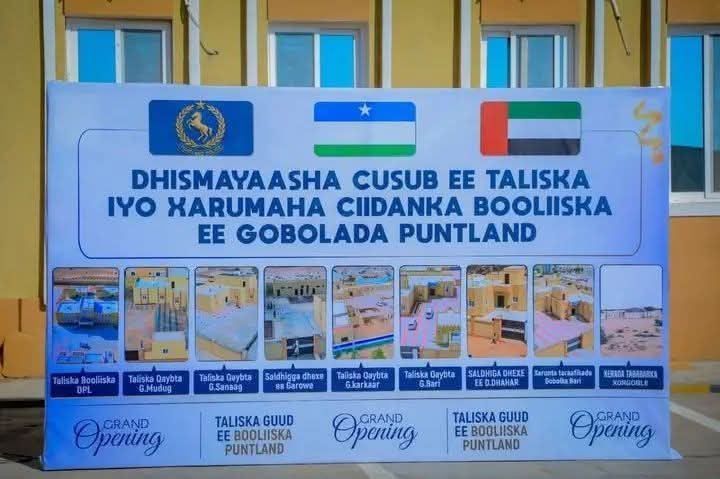 DHISMAYAASHA CUSUB EE TALISKA
IYO XARUMAHA CIIDANKA BOOLIISKA
EE GOBOLADA PUNTLAND
Taliska Booliiska
DPL
Taliska Qaybta
G.Mudug
Taliska Qaybta
G.Sanaag
Saldhigga dhexe
ee Garowe
Taliska Qaybta
G.karkaar
Taliska Qaybta
G.Bari
SALDHIGA DHEXE
EE D.DHAHAR
Xarunta taraafikada
Gobolka Bari
XERADA TABABARKA
XONGOBLE
GRAND
Opening
TALISKA GUUD
EE BOOLIISKA
PUNTLAND
GRAND
Opening
TALISKA GUUD
EE BOOLIISKA
PUNTLAND
GRAND
Opening